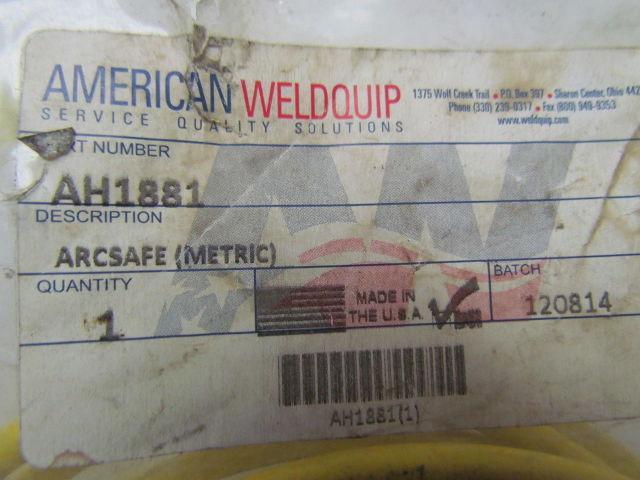 AMERICAN WELDQUIP
SERVICE QUALITY SOLUTIONS
1375 Wolf Creek Trail • P.O. Box 397 • Sharon Center, Ohio 442
Phone (330) 239-0317 • Fax (800) 949-9353
www.weldquip.com
RT NUMBER
AH1881
DESCRIPTION
ARCSAFE (METRIC)
QUANTITY
1
MADE IN
THE U.S.A.
BATCH
120814
AH1881(1)